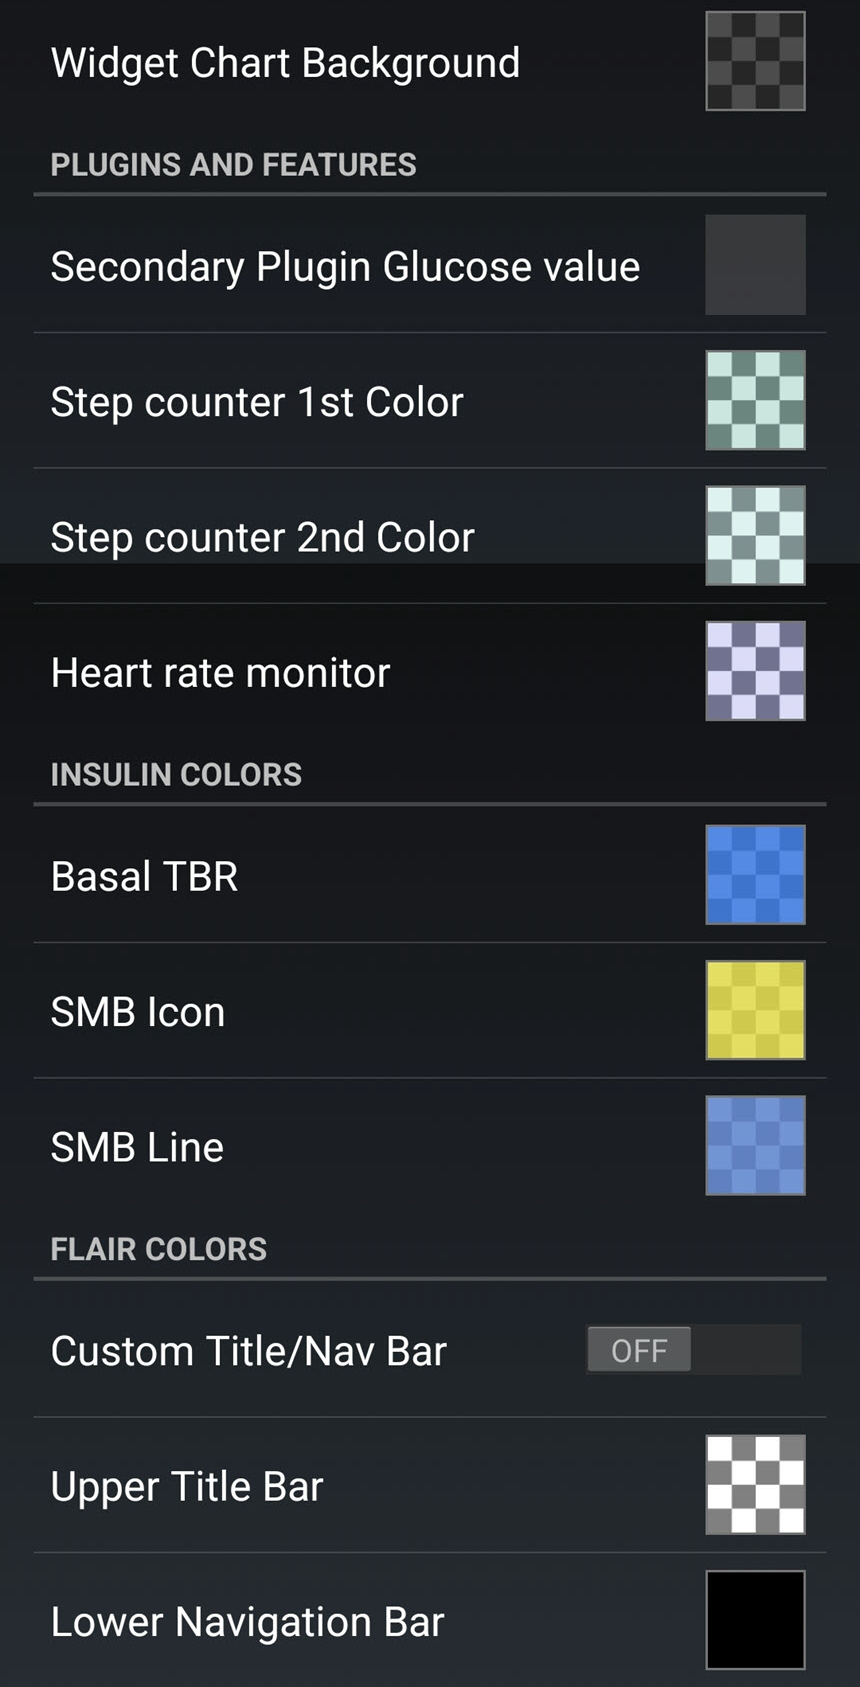 Widget Chart Background
PLUGINS AND FEATURES
Secondary Plugin Glucose value
Step counter 1st Color
Step counter 2nd Color
Heart rate monitor
INSULIN COLORS
Basal TBR
SMB Icon
SMB Line
FLAIR COLORS
Custom Title/Nav Bar OFF
Upper Title Bar
Lower Navigation Bar